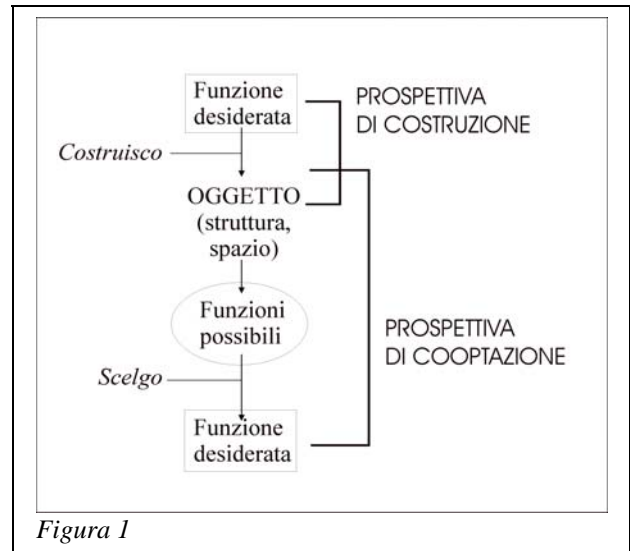 Funzione
desiderata
PROSPETTIVA
DI COSTRUZIONE
Costruisco
OGGETTO
(struttura,
spazio)
Funzioni
possibili
PROSPETTIVA
DI COOPTAZIONE
Scelgo
Funzione
desiderata
Figura 1